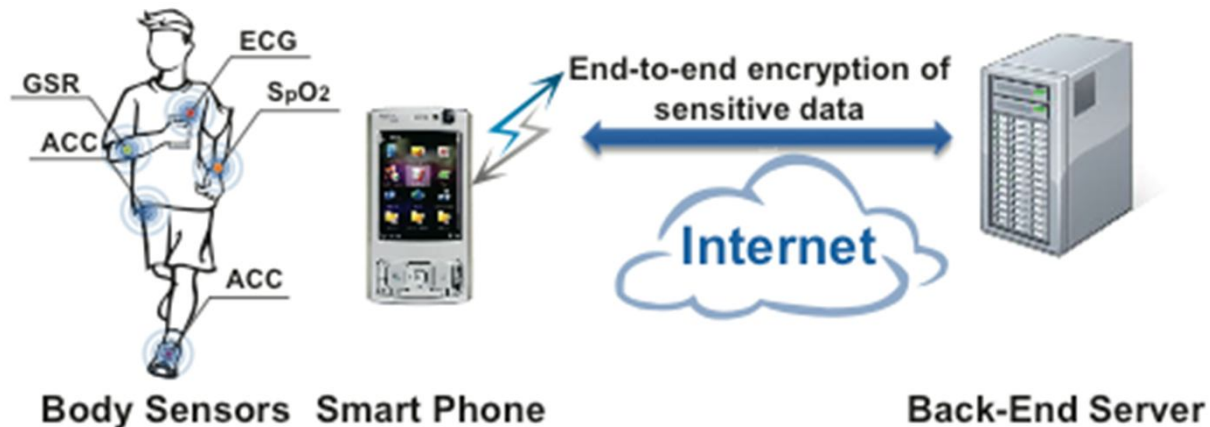 ECG
GSR
SpO2
ACC
End-to-end encryption of
sensitive data
Internet
ACC
Body Sensors
Smart Phone
Back-End Server